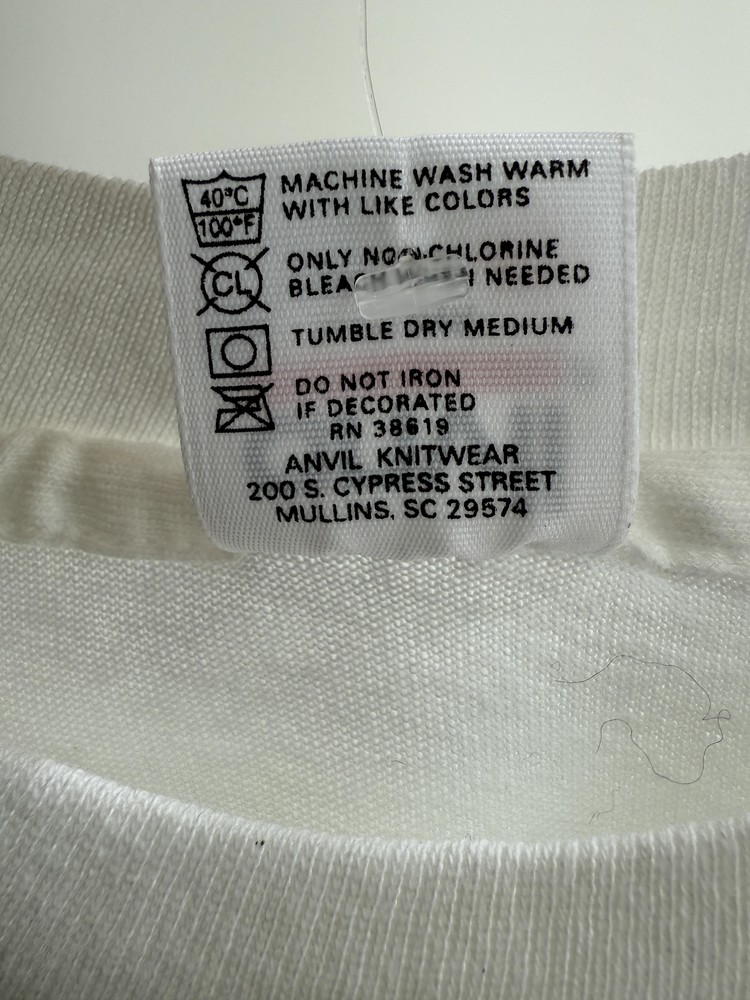 40°C
100°F
MACHINE WASH WARM
WITH LIKE COLORS
CL
ONLY NON-CHLORINE
BLEACH WHEN NEEDED
TUMBLE DRY MEDIUM
DO NOT IRON
IF DECORATED
RN 38619
ANVIL KNITWEAR
200 S. CYPRESS STREET
MULLINS, SC 29574